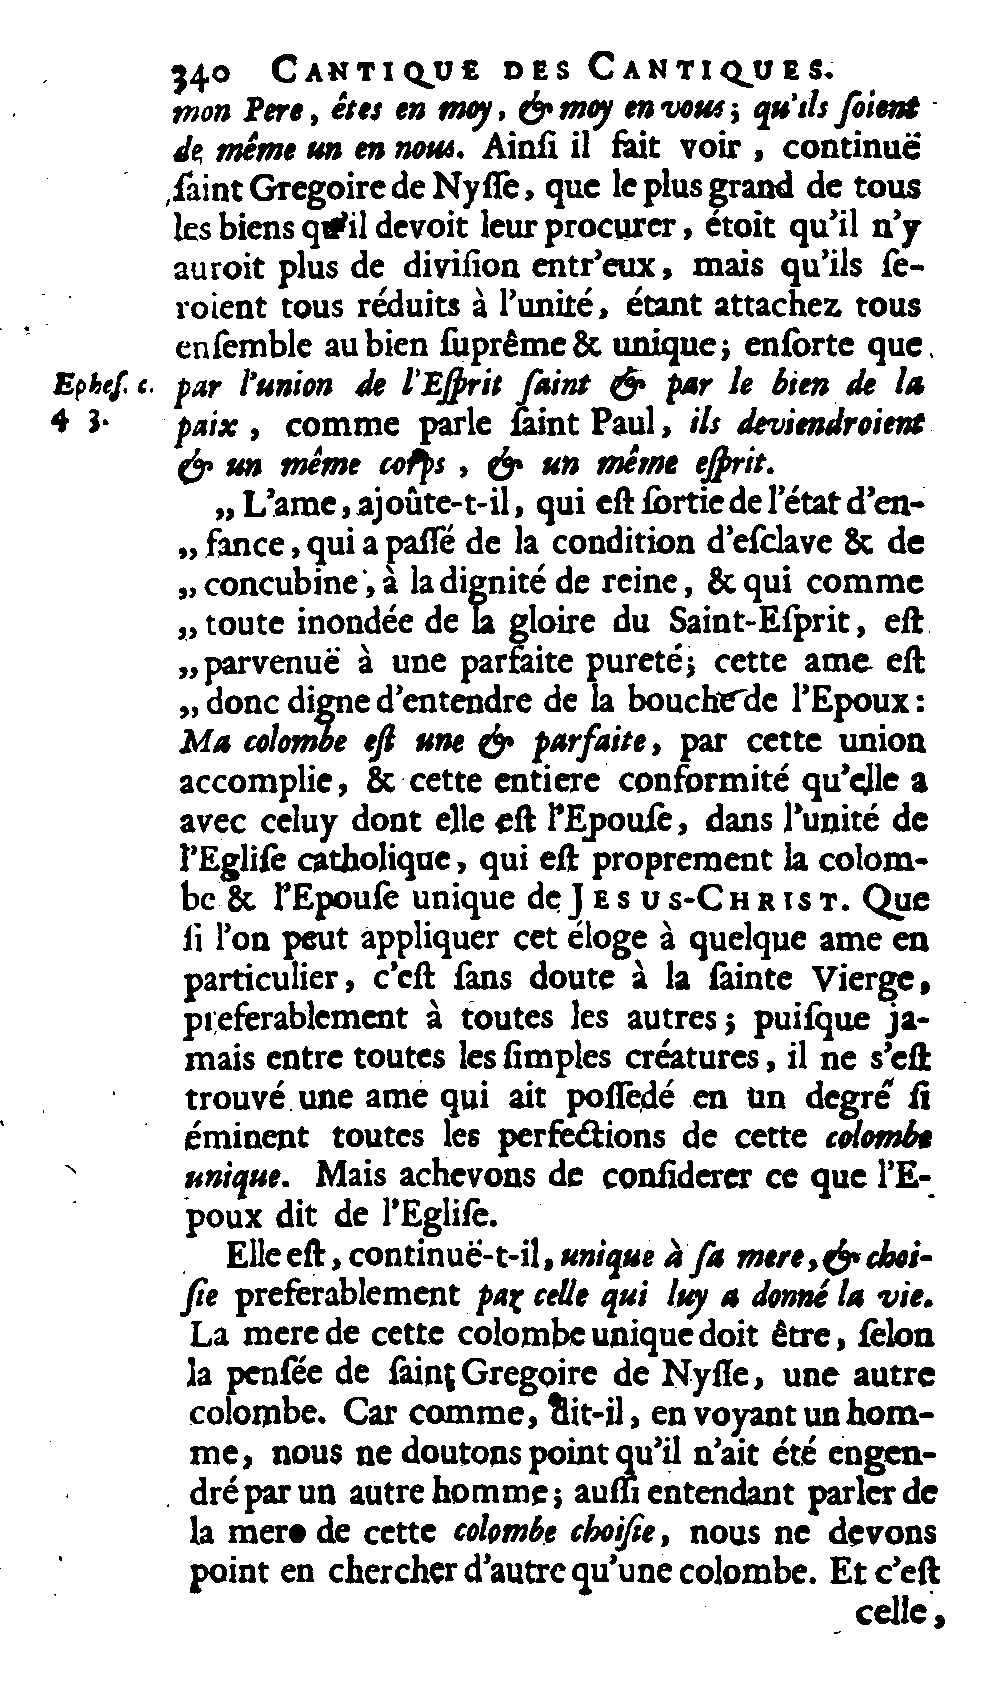 340 CANTIQUE DES CANTIQUES.
mon Pere, êtes en moy, & moy en vous; qu'ils ſoient
de même un en nous. Ainſi il fait voir, continuë
ſaint Gregoire de Nyſſe, que le plus grand de tous
les biens qu'il devoit leur procurer, étoit qu'il n'y
auroit plus de diviſion entr'eux, mais qu'ils ſe-
roient tous réduits à l'unité, étant attachez tous
enſemble au bien ſuprême & unique; enſorte que
Epheſ. c. par l'union de l'Eſprit ſaint & par le bien de la
4 3. paix, comme parle ſaint Paul, ils deviendroient
& un même corps, & un même eſprit.
„ L'ame, ajoûte-t-il, qui eſt ſortie de l'état d'en-
„ fance, qui a paſſé de la condition d'eſclave & de
„ concubine, à la dignité de reine, & qui comme
„ toute inondée de la gloire du Saint-Eſprit, eſt
„ parvenuë à une parfaite pureté; cette ame eſt
„ donc digne d'entendre de la bouche de l'Epoux:
Ma colombe eſt une & parfaite, par cette union
accomplie, & cette entiere conformité qu'elle a
avec celuy dont elle eſt l'Epouſe, dans l'unité de
l'Egliſe catholique, qui eſt proprement la colom-
be & l'Epouſe unique de JESUS-CHRIST. Que
ſi l'on peut appliquer cet éloge à quelque ame en
particulier, c'eſt ſans doute à la ſainte Vierge,
preferablement à toutes les autres; puiſque ja-
mais entre toutes les ſimples créatures, il ne s'eſt
trouvé une ame qui ait poſſedé en un degré ſi
éminent toutes les perfections de cette colombe
unique. Mais achevons de conſiderer ce que l'E-
poux dit de l'Egliſe.
Elle eſt, continuë-t-il, unique à ſa mere, & choi-
ſie preferablement par celle qui luy a donné la vie.
La mere de cette colombe unique doit être, ſelon
la penſée de ſaint Gregoire de Nyſſe, une autre
colombe. Car comme, dit-il, en voyant un hom-
me, nous ne doutons point qu'il n'ait été engen-
dré par un autre homme; auſſi entendant parler de
la mere de cette colombe choiſie, nous ne devons
point en chercher d'autre qu'une colombe. Et c'eſt
celle,